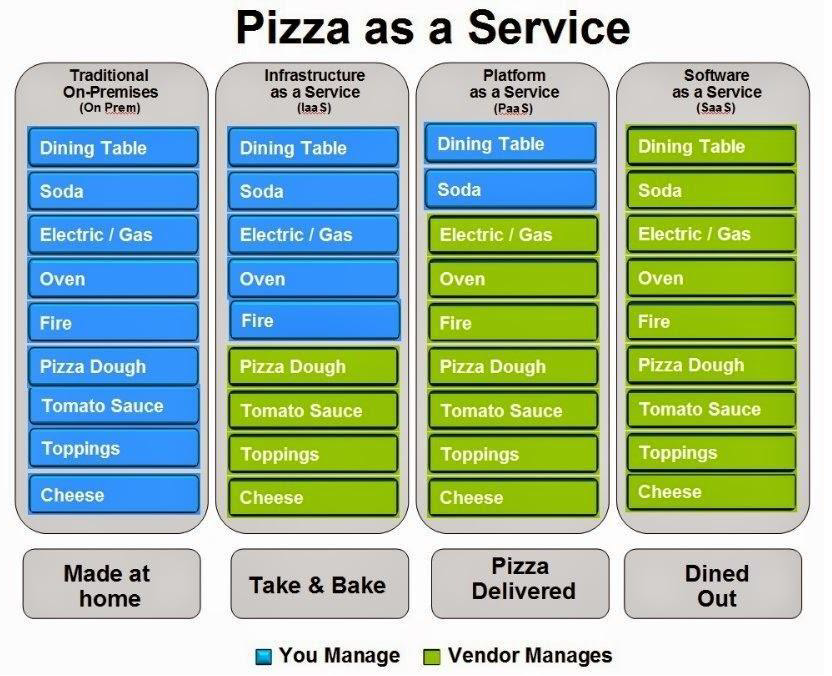 Pizza as a Service
Traditional
On-Premises
(On Prem)
Dining Table
Soda
Electric / Gas
Oven
Fire
Pizza Dough
Tomato Sauce
Toppings
Cheese
Made at
home
Infrastructure
as a Service
(IaaS)
Dining Table
Soda
Electric / Gas
Oven
Fire
Pizza Dough
Tomato Sauce
Toppings
Cheese
Take & Bake
Platform
as a Service
(PaaS)
Dining Table
Soda
Electric / Gas
Oven
Fire
Pizza Dough
Tomato Sauce
Toppings
Cheese
Pizza
Delivered
Software
as a Service
(SaaS)
Dining Table
Soda
Electric / Gas
Oven
Fire
Pizza Dough
Tomato Sauce
Toppings
Cheese
Dined
Out
You Manage
Vendor Manages